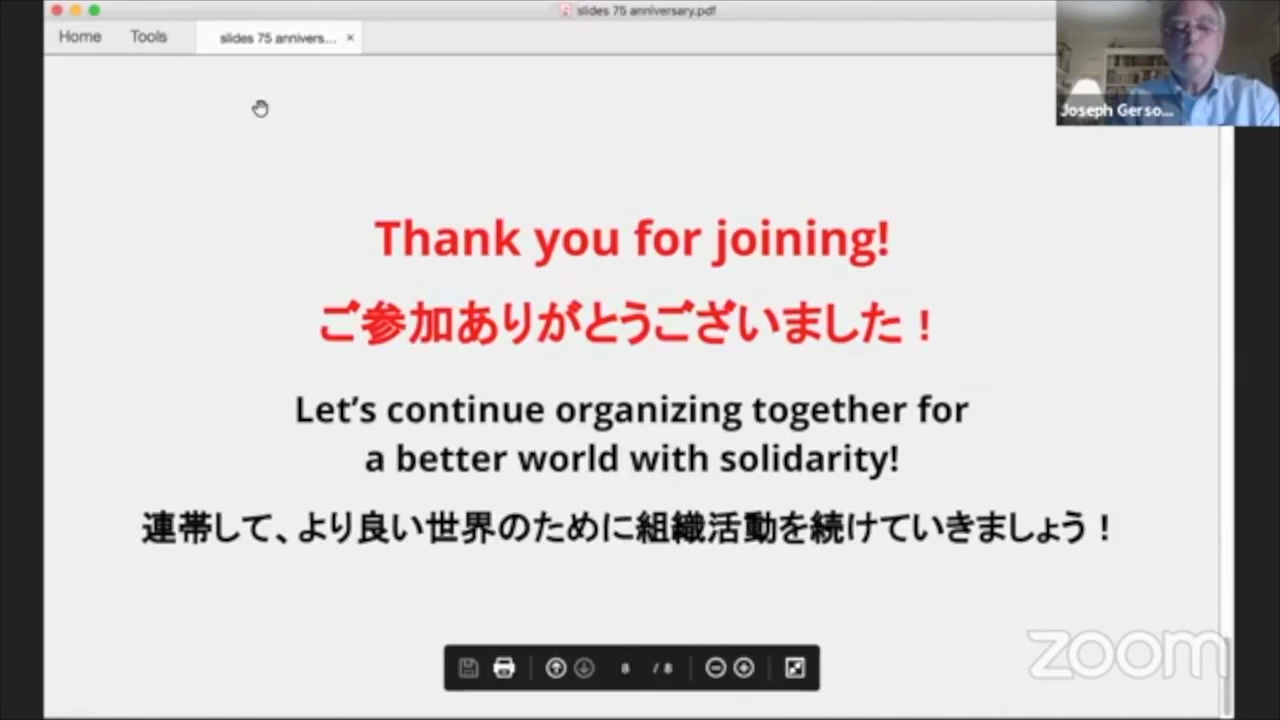 slides 75 anniversary.pdf
Home Tools slides 75 annivers... ×
Joseph Gerso...
Thank you for joining!
ご参加ありがとうございました！
Let's continue organizing together for
a better world with solidarity!
連帯して、より良い世界のために組織活動を続けていきましょう！
8 / 8
zoom